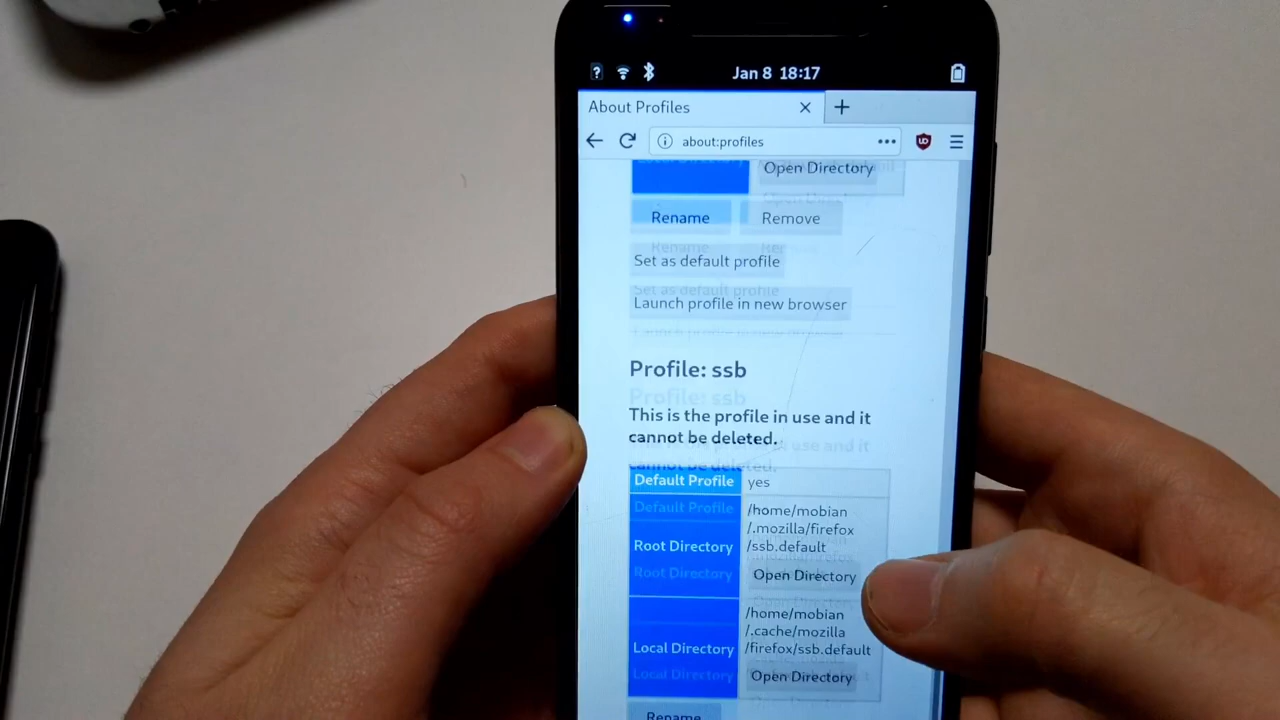 ? Jan 8 18:17
About Profiles × +
about:profiles •••
Open Directory
Rename Remove
Set as default profile
Launch profile in new browser
Profile: ssb
This is the profile in use and it
cannot be deleted.
Default Profile yes
/home/mobian
/.mozilla/firefox
Root Directory /ssb.default
Open Directory
/home/mobian
/.cache/mozilla
Local Directory /firefox/ssb.default
Open Directory
Rename